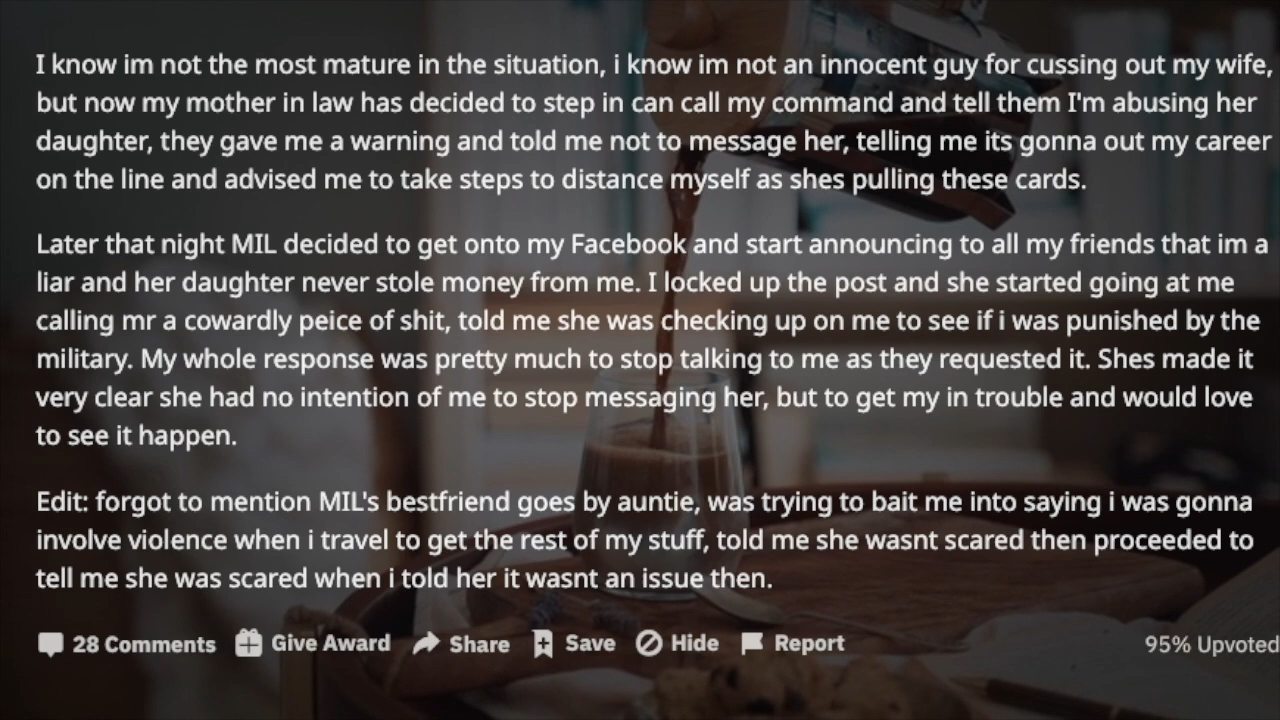 I know im not the most mature in the situation, i know im not an innocent guy for cussing out my wife,
but now my mother in law has decided to step in can call my command and tell them I'm abusing her
daughter, they gave me a warning and told me not to message her, telling me its gonna out my career
on the line and advised me to take steps to distance myself as shes pulling these cards.
Later that night MIL decided to get onto my Facebook and start announcing to all my friends that im a
liar and her daughter never stole money from me. I locked up the post and she started going at me
calling mr a cowardly peice of shit, told me she was checking up on me to see if i was punished by the
military. My whole response was pretty much to stop talking to me as they requested it. Shes made it
very clear she had no intention of me to stop messaging her, but to get my in trouble and would love
to see it happen.
Edit: forgot to mention MIL's bestfriend goes by auntie, was trying to bait me into saying i was gonna
involve violence when i travel to get the rest of my stuff, told me she wasnt scared then proceeded to
tell me she was scared when i told her it wasnt an issue then.
28 Comments Give Award Share Save Hide Report 95% Upvoted